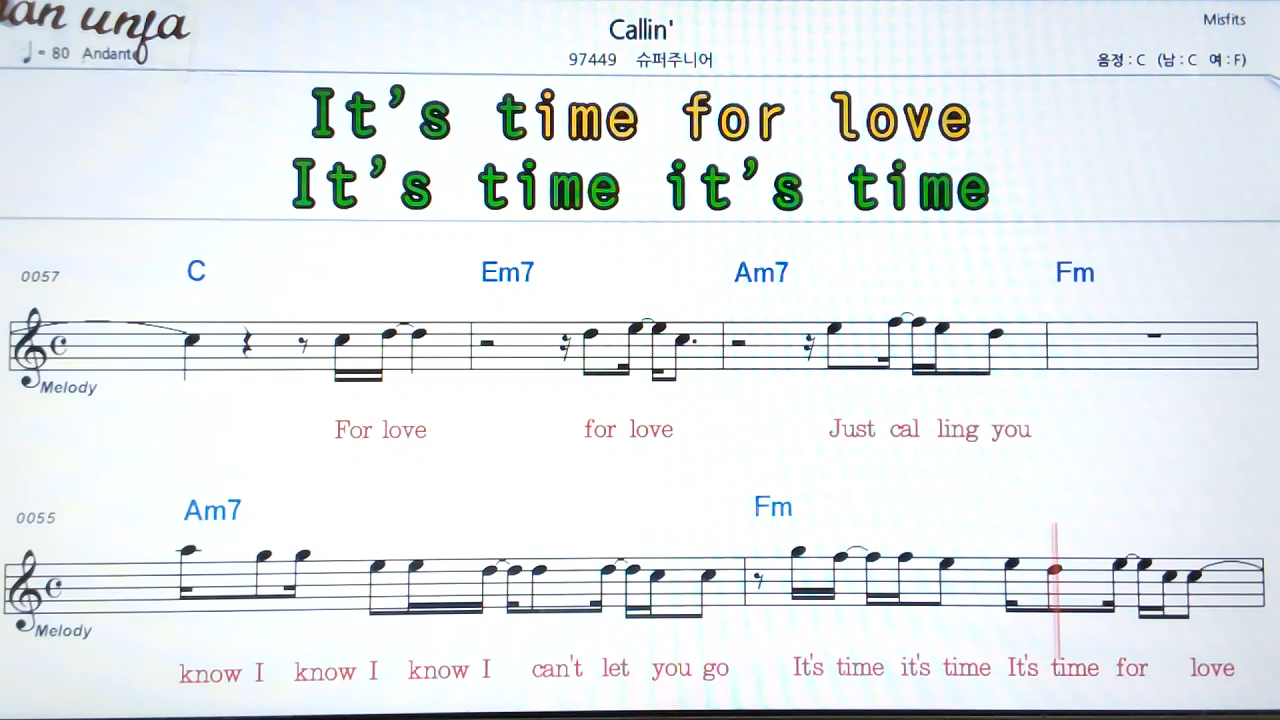 Callin'
Misfits
♩ = 80 Andante
97449 슈퍼주니어
음정 : C (남 : C 여 : F)
It's time for love
It's time it's time
0057
C Em7 Am7 Fm
Melody
For love for love Just cal ling you
0055
Am7 Fm
Melody
know I know I know I can't let you go It's time it's time It's time for love